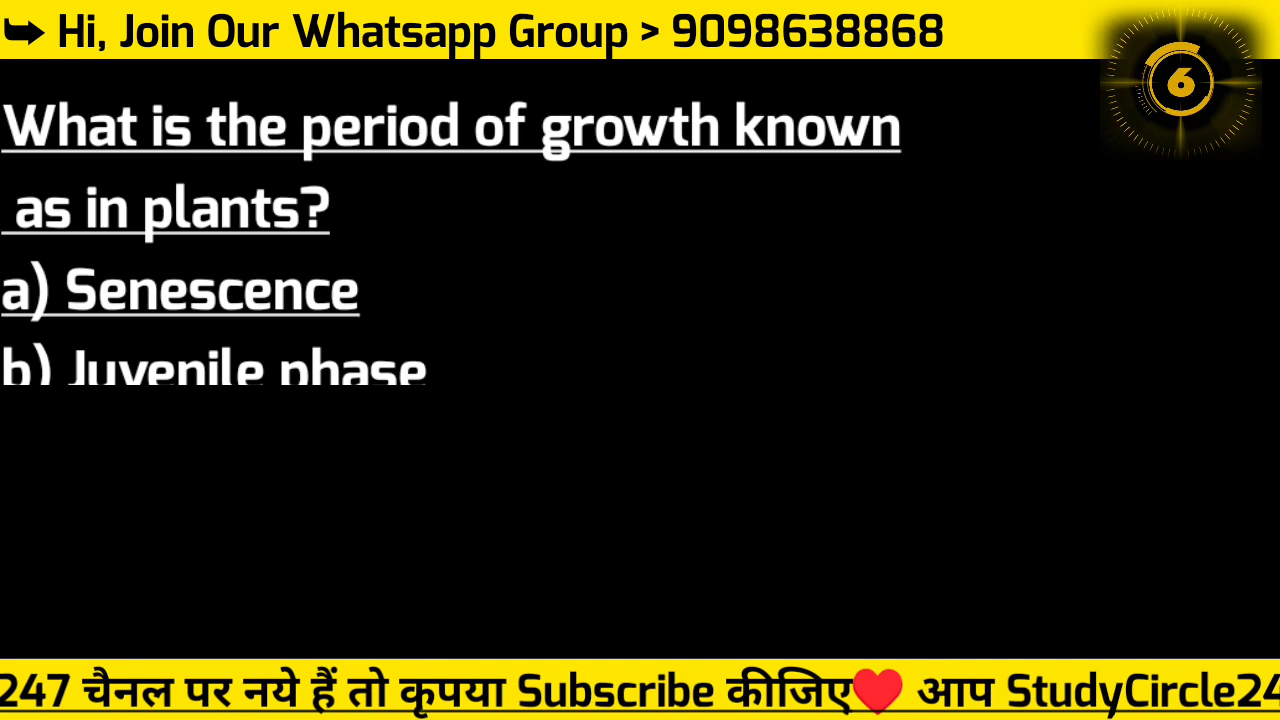 ➥ Hi, Join Our Whatsapp Group > 9098638868
6
What is the period of growth known
as in plants?
a) Senescence
b) Juvenile phase
247 चैनल पर नये हैं तो कृपया Subscribe कीजिए❤️ आप StudyCircle24